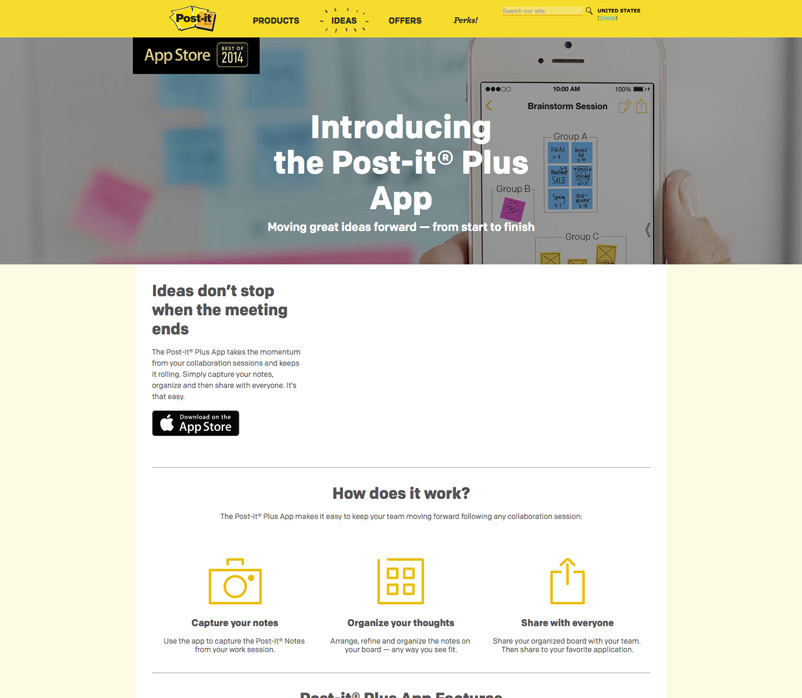 Post-it
PRODUCTS
IDEAS
OFFERS
Perks!
Search our site
UNITED STATES
[Change]
App Store
BEST OF
2014
10:00 AM
100%
Brainstorm Session
Group A
SALE
Group B
Group C
Introducing
the Post-it® Plus
App
Moving great ideas forward — from start to finish
Ideas don't stop
when the meeting
ends
The Post-it® Plus App takes the momentum
from your collaboration sessions and keeps
it rolling. Simply capture your notes,
organize and then share with everyone. It's
that easy.
Download on the
App Store
How does it work?
The Post-it® Plus App makes it easy to keep your team moving forward following any collaboration session:
Capture your notes
Use the app to capture the Post-it® Notes
from your work session.
Organize your thoughts
Arrange, refine and organize the notes on
your board — any way you see fit.
Share with everyone
Share your organized board with your team.
Then share to your favorite application.
Post-it® Plus App Features